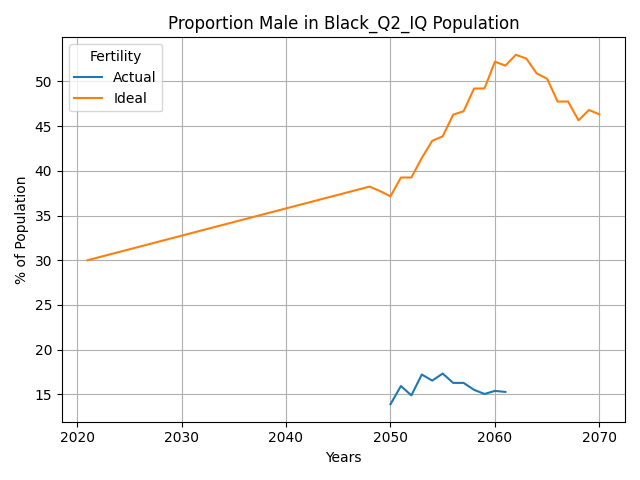 Proportion Male in Black_Q2_IQ Population
Fertility
Actual
Ideal
% of Population
50
45
40
35
30
25
20
15
2020
2030
2040
2050
2060
2070
Years